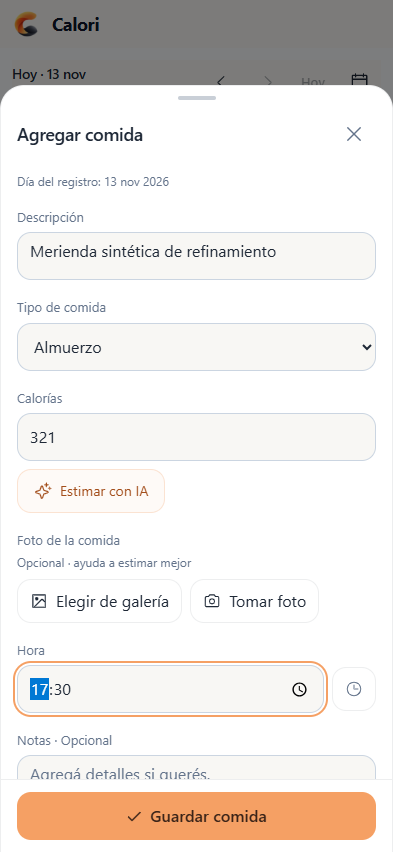 Calori
Hoy · 13 nov
Hoy
Agregar comida
Día del registro: 13 nov 2026
Descripción
Merienda sintética de refinamiento
Tipo de comida
Almuerzo
Calorías
321
Estimar con IA
Foto de la comida
Opcional · ayuda a estimar mejor
Elegir de galería
Tomar foto
Hora
17:30
Notas · Opcional
Agregá detalles si querés.
Guardar comida